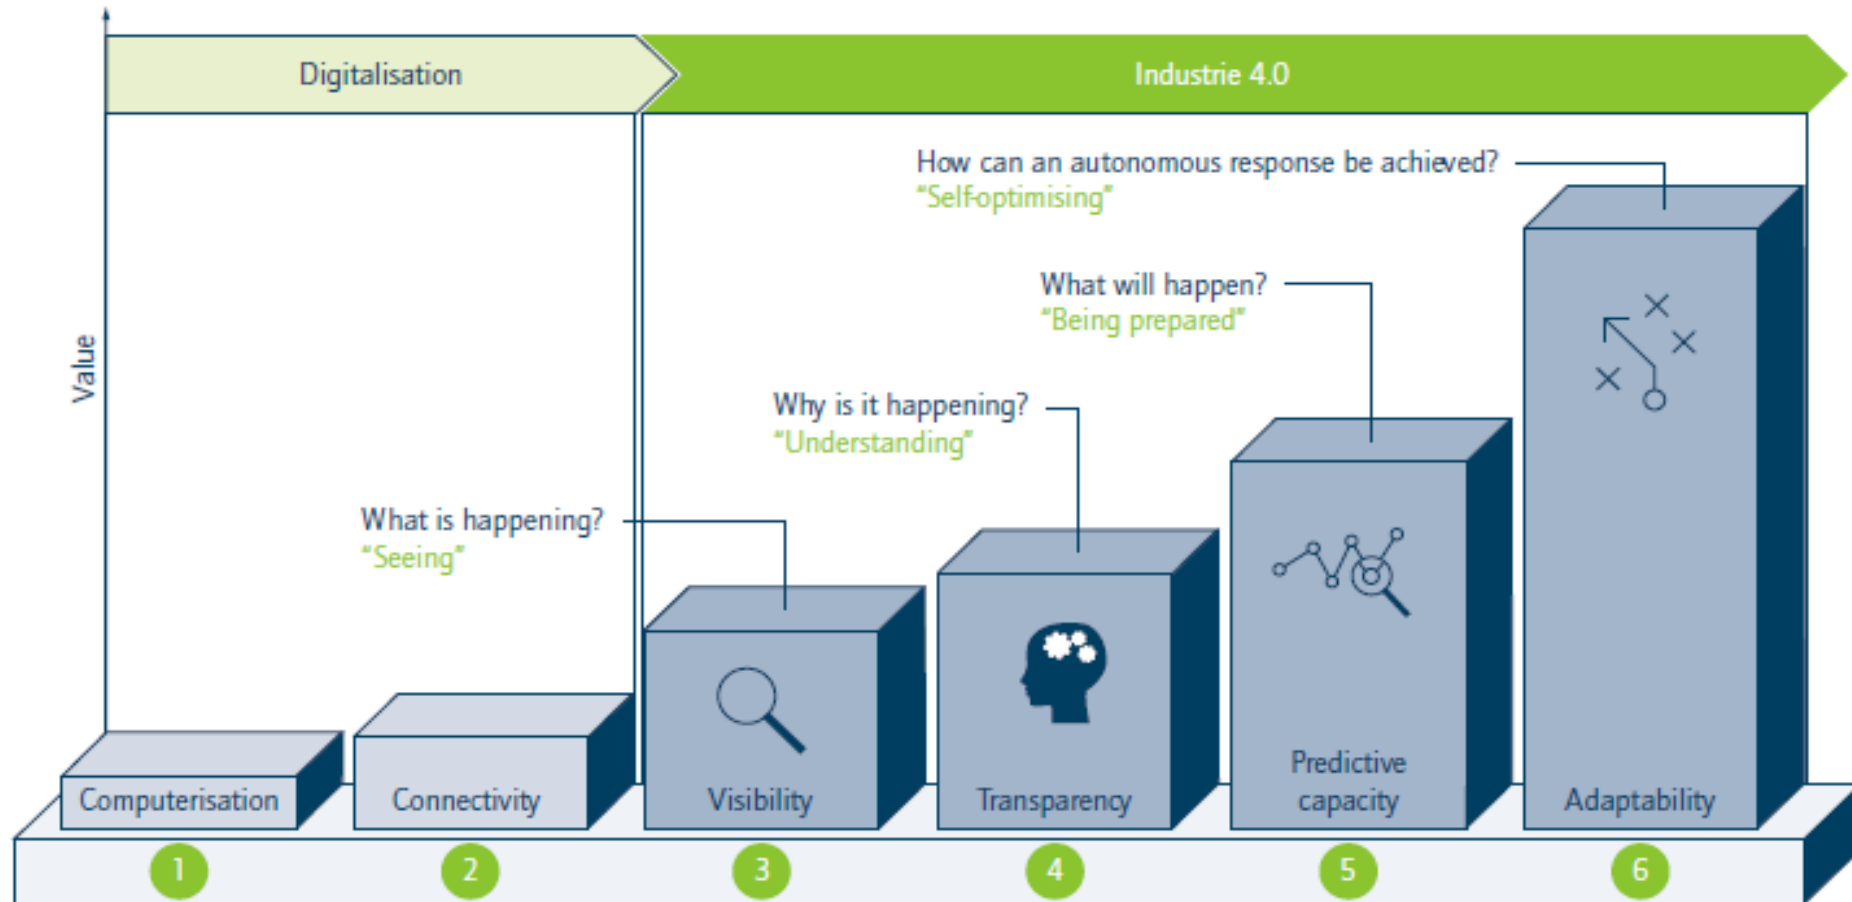 Digitalisation
Industrie 4.0
How can an autonomous response be achieved?
“Self-optimising”
What will happen?
“Being prepared”
Value
Why is it happening?
“Understanding”
What is happening?
“Seeing”
Computerisation
Connectivity
Visibility
Transparency
Predictive
capacity
Adaptability
1
2
3
4
5
6